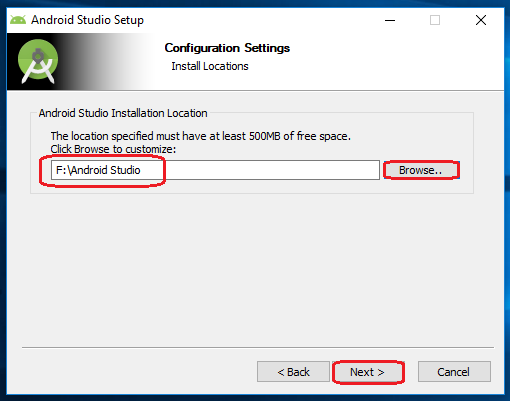 Android Studio Setup
Configuration Settings
Install Locations
Android Studio Installation Location
The location specified must have at least 500MB of free space.
Click Browse to customize:
F:\Android Studio
Browse..
< Back
Next >
Cancel